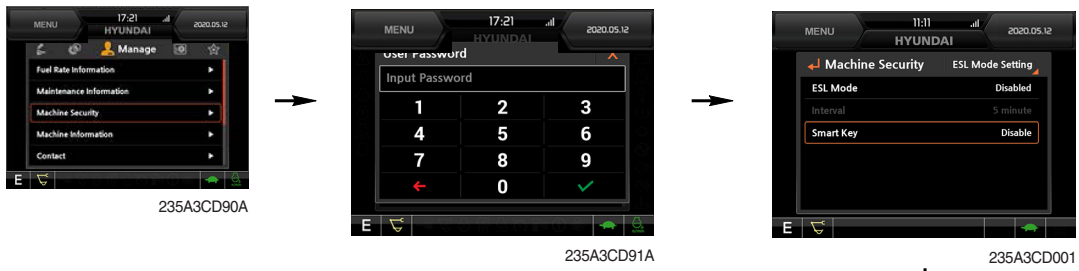 17:21
MENU
2020.05.12
HYUNDAI
Manage
Fuel Rate Information
Maintenance Information
Machine Security
Machine Information
Contact
E
235A3CD90A
17:21
MENU
2020.05.12
HYUNDAI
User Password
Input Password
1 2 3
4 5 6
7 8 9
0
E
235A3CD91A
11:11
MENU
2020.05.12
HYUNDAI
Machine Security ESL Mode Setting
ESL Mode Disabled
Interval 5 minute
Smart Key Disable
E
235A3CD001